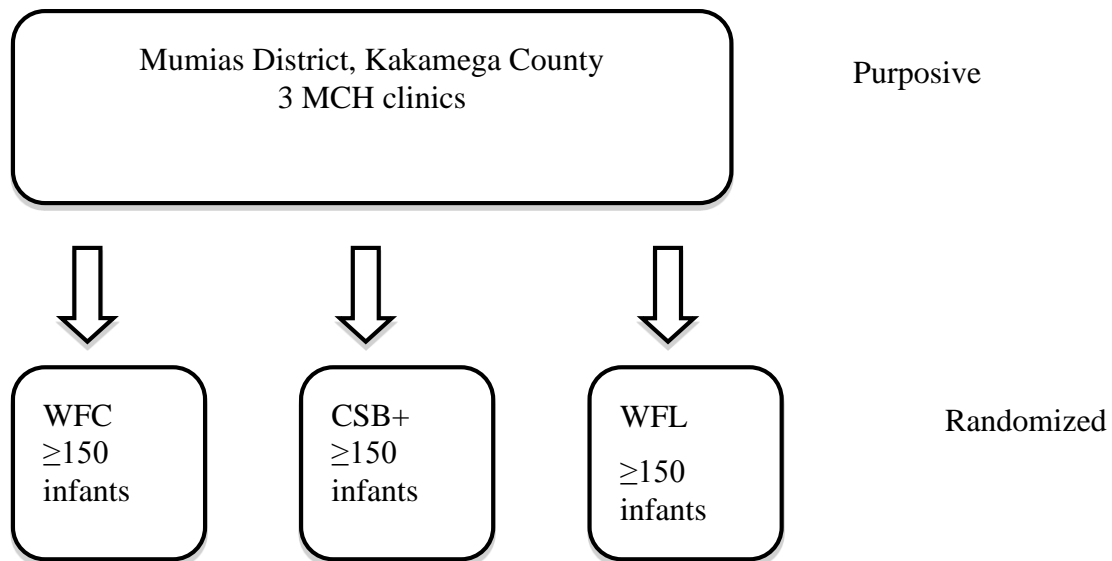 Mumias District, Kakamega County
3 MCH clinics
Purposive
WFC
≥150
infants
CSB+
≥150
infants
WFL
≥150
infants
Randomized